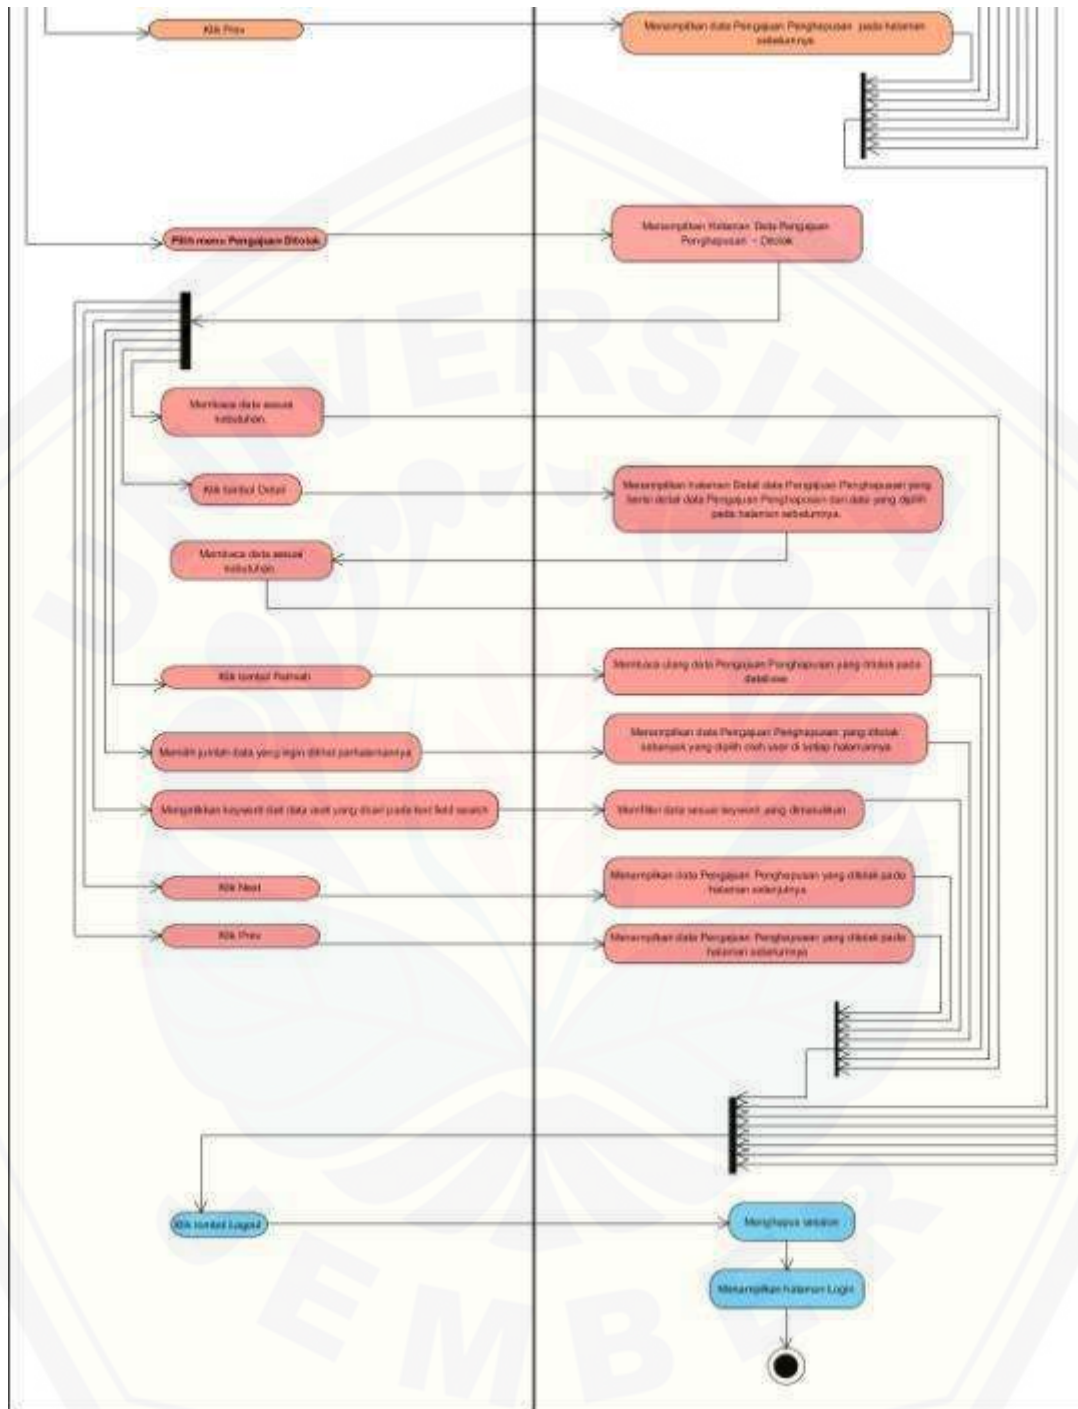 Klik Prev
Menampilkan data Pengajuan Penghapusan pada halaman
sebelumnya
Pilih menu Pengajuan Ditolak
Menampilkan Halaman Data Pengajuan
Penghapusan - Ditolak
Membaca data sesuai
kebutuhan.
Klik tombol Detail
Menampilkan halaman Detail data Pengajuan Penghapusan yang
berisi detail data Pengajuan Penghapusan dari data yang dipilih
pada halaman sebelumnya.
Membaca data sesuai
kebutuhan.
Klik tombol
Membaca ulang data Pengajuan Penghapusan yang ditolak pada
database
Memilih jumlah data yang ingin dilihat perhalamannya
Menampilkan data Pengajuan Penghapusan yang ditolak
sebanyak yang dipilih oleh user di setiap halamannya
Mengetikkan keyword dari data aset yang dicari pada text field search
Memfilter data sesuai keyword yang dimasukkan
Klik Next
Menampilkan data Pengajuan Penghapusan yang ditolak pada
halaman selanjutnya
Klik Prev
Menampilkan data Pengajuan Penghapusan yang ditolak pada
halaman sebelumnya
Klik tombol Logout
Menghapus session
Menampilkan halaman Login
UNIVERSITAS
JEMBER